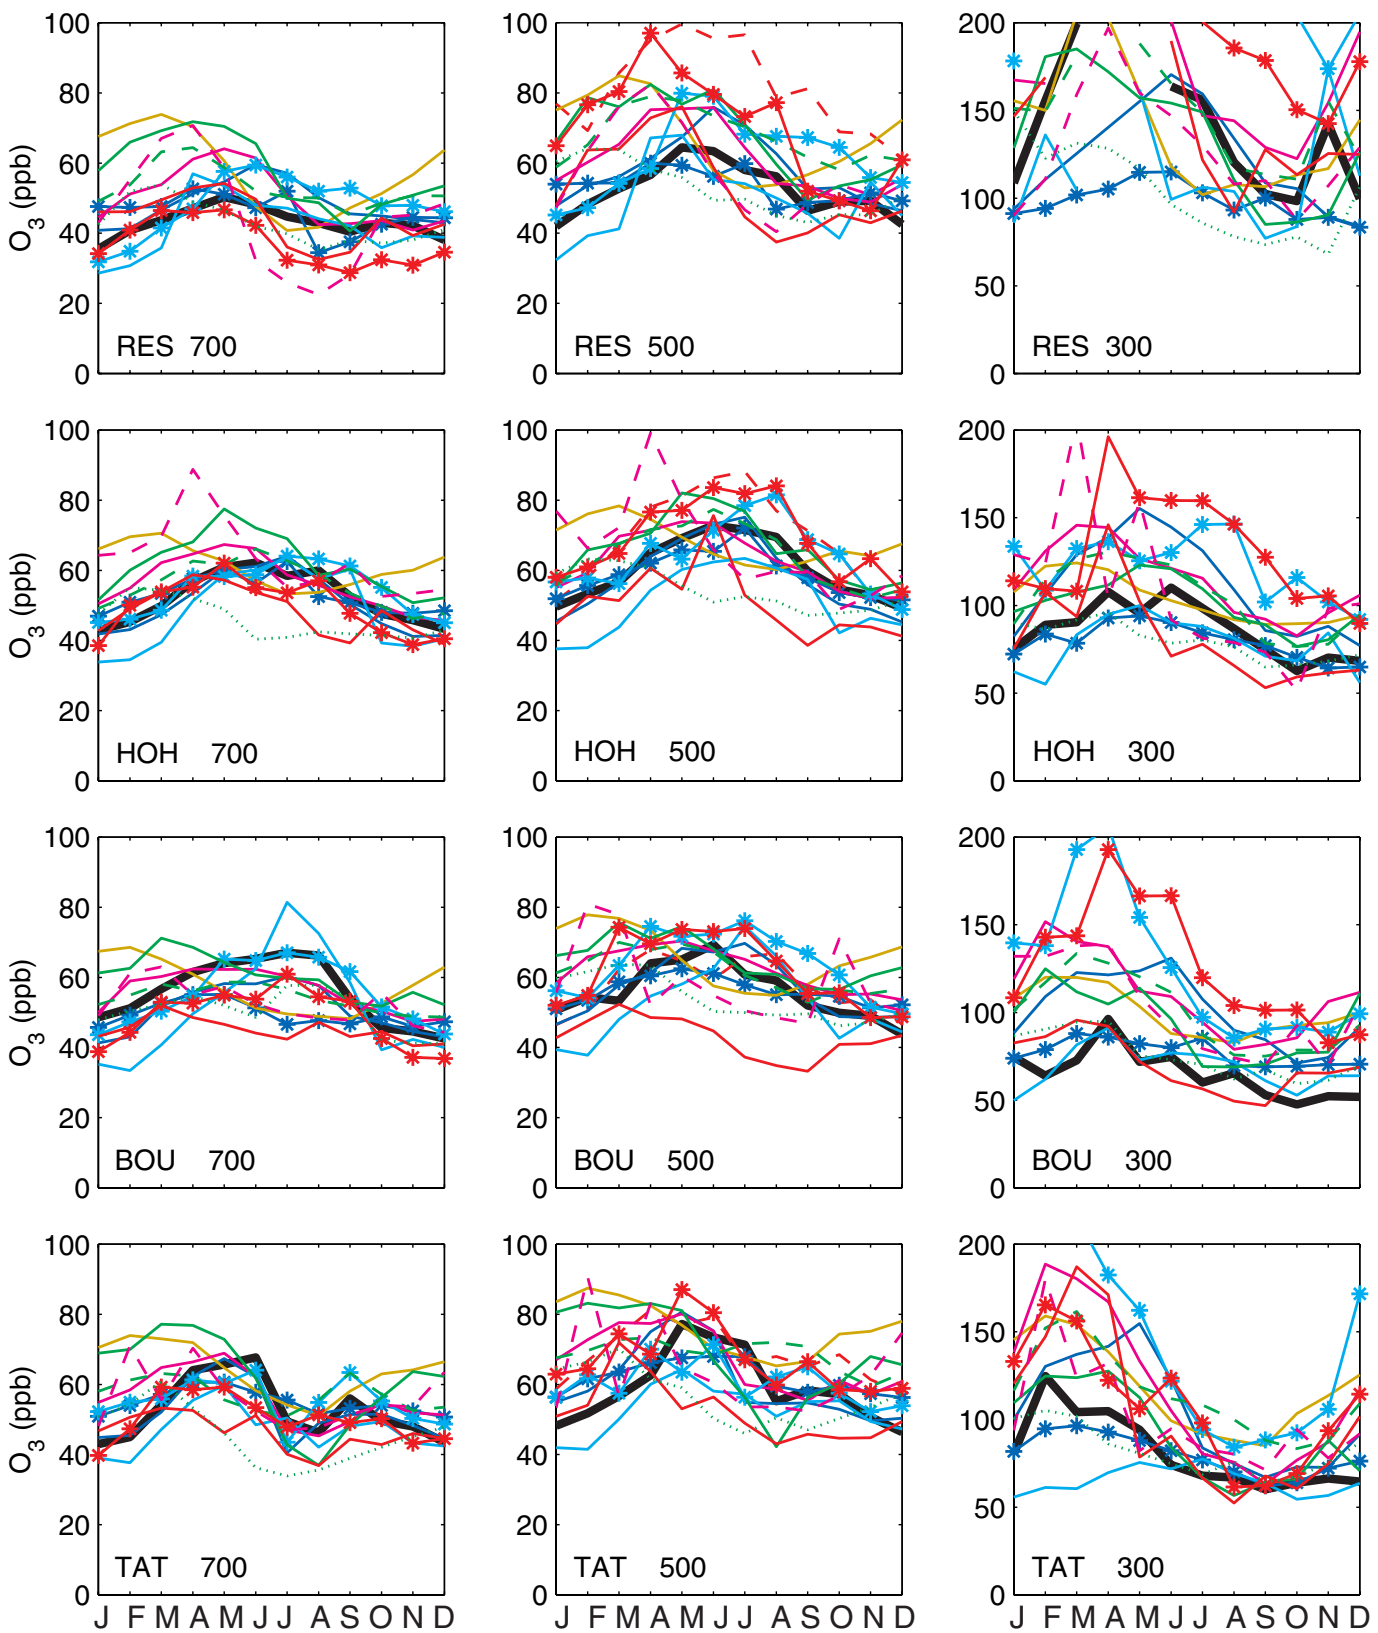 100 100 200
80 80 150
60 60 100
40 40 50
20 20
0 0 0
O3 (ppb)
RES 700 RES 500 RES 300
100 100 200
80 80 150
60 60 100
40 40 50
20 20
0 0 0
O3 (ppb)
HOH 700 HOH 500 HOH 300
100 100 200
80 80 150
60 60 100
40 40 50
20 20
0 0 0
O3 (ppb)
BOU 700 BOU 500 BOU 300
100 100 200
80 80 150
60 60 100
40 40 50
20 20
0 0 0
O3 (ppb)
TAT 700 TAT 500 TAT 300
J F M A M J J A S O N D J F M A M J J A S O N D J F M A M J J A S O N D